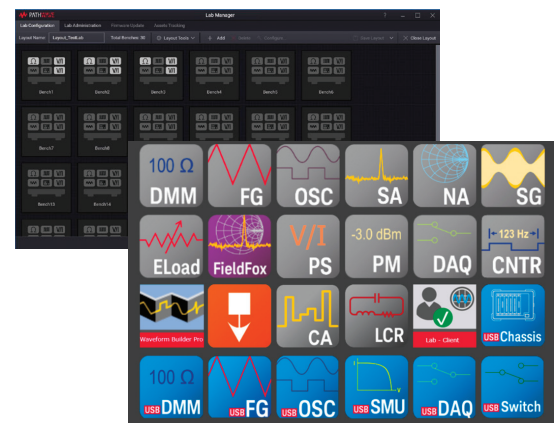 PATHWAVE Lab Manager
Lab Configuration Lab Administration Firmware Update Assets Tracking
Layout Name: Layout_TestLab Total Benches: 30 Layout Tools + Add Delete Configure Save Layout Close Layout
Bench1 Bench2 Bench3 Bench4 Bench5 Bench6
Bench7 Bench8
Bench13 Bench14
100 Ω
DMM FG OSC SA NA SG
V/I -3.0 dBm 123 Hz
ELoad FieldFox PS PM DAQ CNTR
Waveform Builder Pro CA LCR Lab - Client USB Chassis
100 Ω I V
USB DMM USB FG USB OSC USB SMU USB DAQ USB Switch